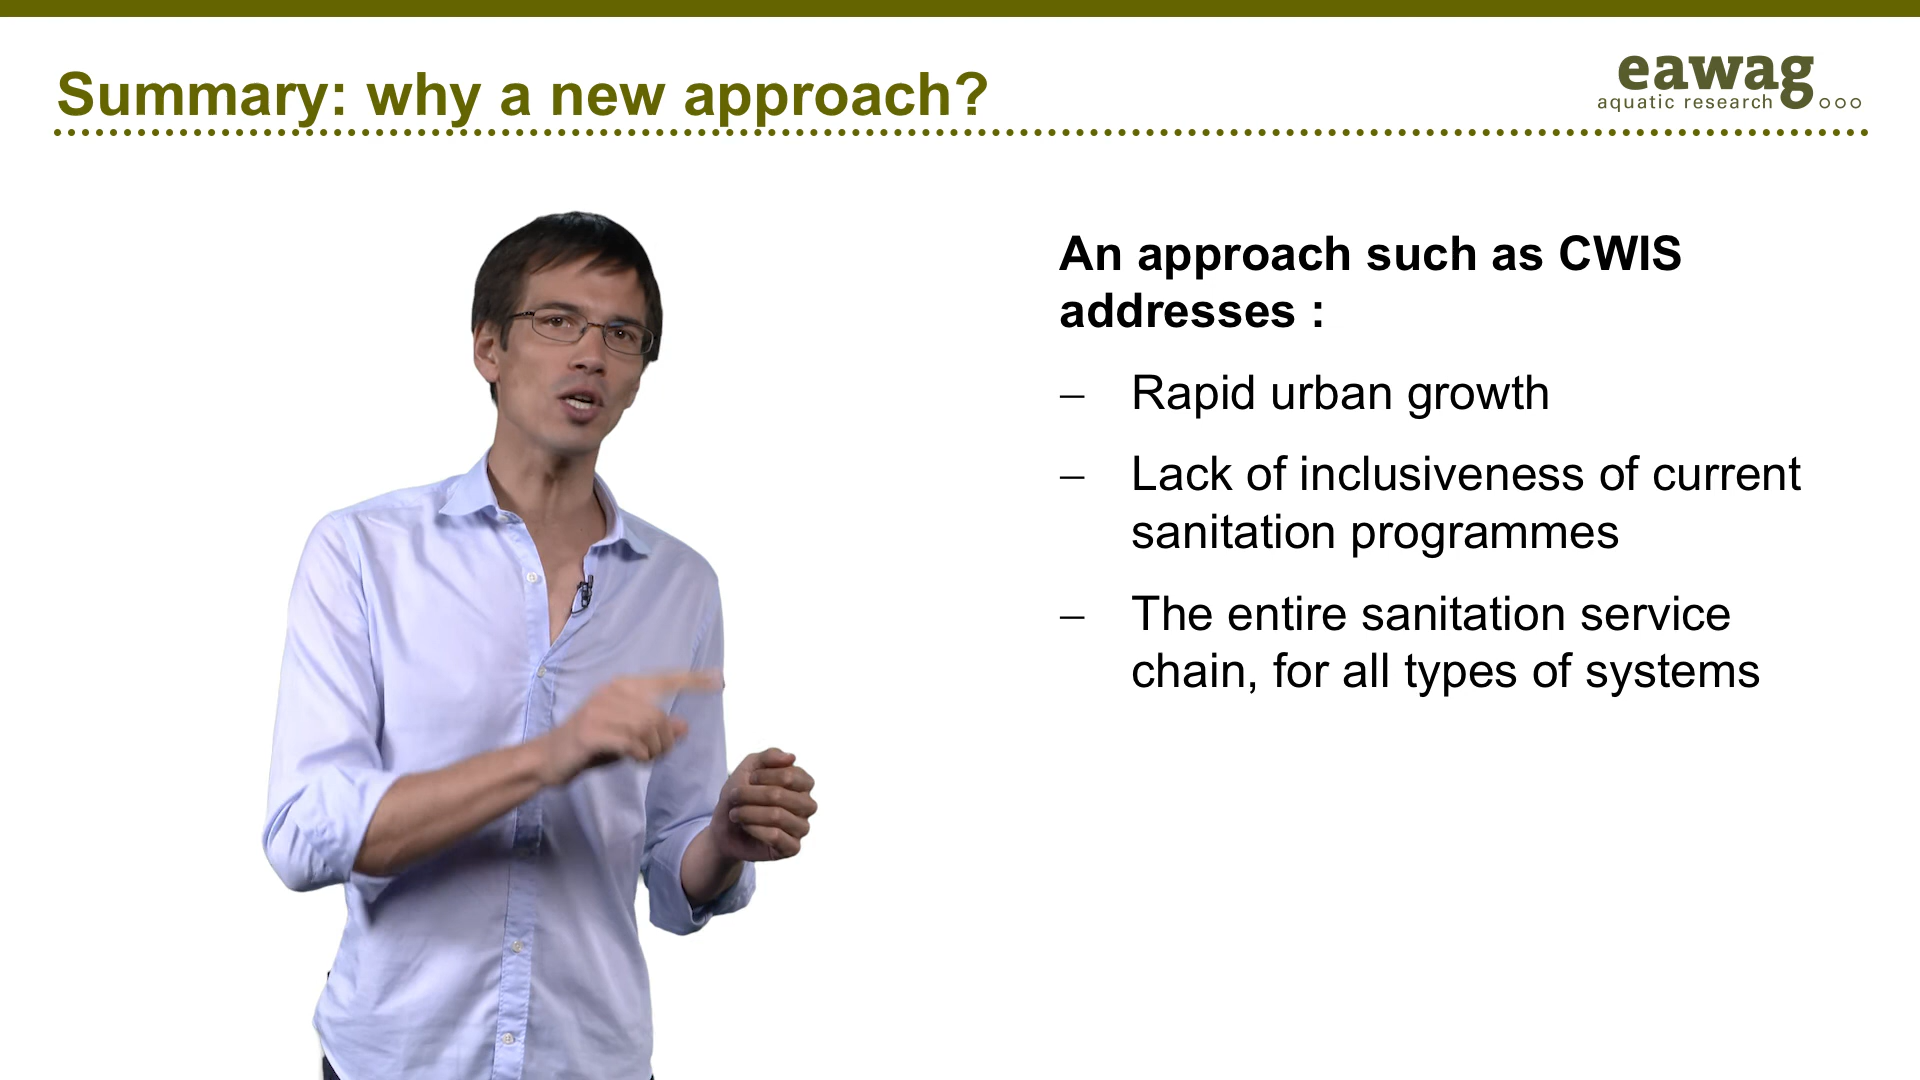 Summary: why a new approach?
eawag
aquatic research
An approach such as CWIS
addresses :
– Rapid urban growth
– Lack of inclusiveness of current
sanitation programmes
– The entire sanitation service
chain, for all types of systems